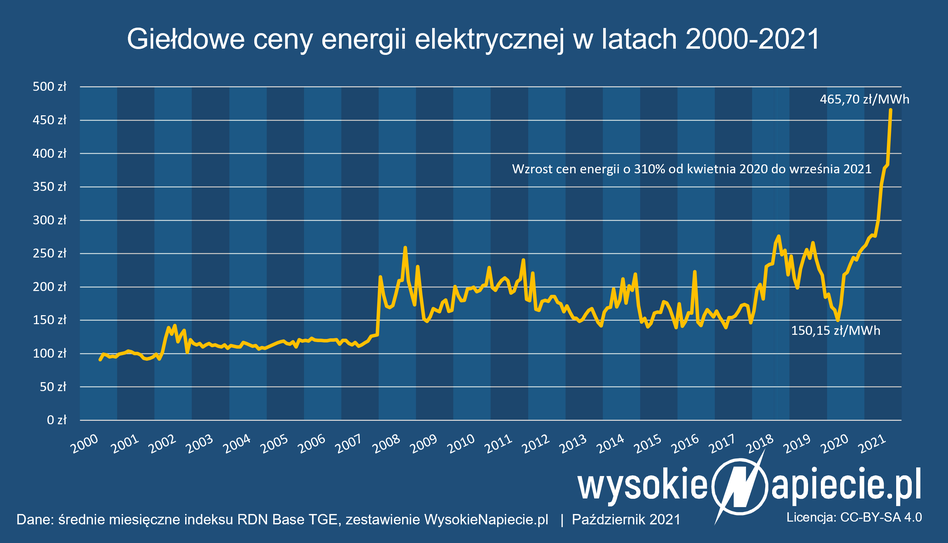 Giełdowe ceny energii elektrycznej w latach 2000-2021
500 zł
465,70 zł/MWh
450 zł
400 zł
Wzrost cen energii o 310% od kwietnia 2020 do września 2021
350 zł
300 zł
250 zł
200 zł
150 zł
150,15 zł/MWh
100 zł
50 zł
0 zł
2000 2001 2002 2003 2004 2005 2006 2007 2008 2009 2010 2011 2012 2013 2014 2015 2016 2017 2018 2019 2020 2021
wysokieNapiecie.pl
Dane: średnie miesięczne indeksu RDN Base TGE, zestawienie WysokieNapiecie.pl | Październik 2021
Licencja: CC-BY-SA 4.0